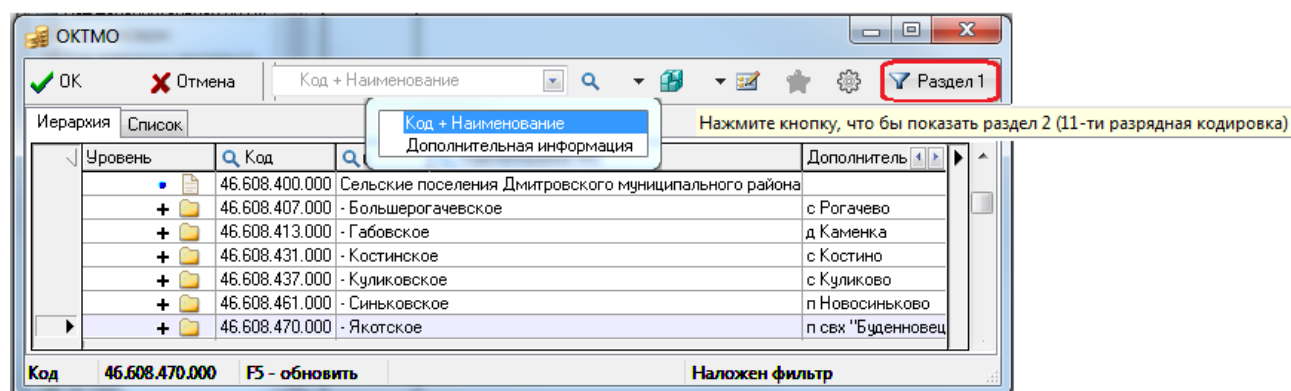 ОКТМО
ОК Отмена Код + Наименование Раздел 1
Иерархия Список
Код + Наименование
Дополнительная информация
Нажмите кнопку, что бы показать раздел 2 (11-ти разрядная кодировка)
Уровень Код Дополнитель
46.608.400.000 Сельские поселения Дмитровского муниципального района
46.608.407.000 - Большерогачевское с Рогачево
46.608.413.000 - Габовское д Каменка
46.608.431.000 - Костинское с Костино
46.608.437.000 - Куликовское с Куликово
46.608.461.000 - Синьковское п Новосиньково
46.608.470.000 - Якотское п свх "Буденновец
Код 46.608.470.000 F5 - обновить Наложен фильтр